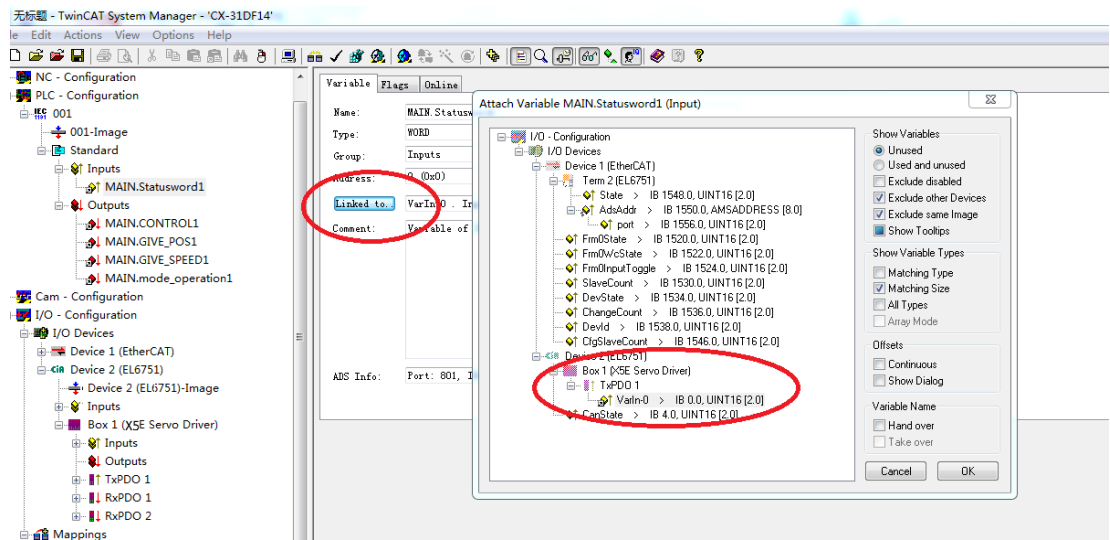 无标题 - TwinCAT System Manager - 'CX-31DF14'
le Edit Actions View Options Help
NC - Configuration
PLC - Configuration
001
001-Image
Standard
Inputs
MAIN.Statusword1
Outputs
MAIN.CONTROL1
MAIN.GIVE_POS1
MAIN.GIVE_SPEED1
MAIN.mode_operation1
Cam - Configuration
I/O - Configuration
I/O Devices
Device 1 (EtherCAT)
Device 2 (EL6751)
Device 2 (EL6751)-Image
Inputs
Box 1 (X5E Servo Driver)
Inputs
Outputs
TxPDO 1
RxPDO 1
RxPDO 2
Mappings
Variable Flags Online
Name: MAIN.Statusw
Type: WORD
Group: Inputs
Address: 0 (0x0)
Linked to.. VarIn-0 . In
Comment: Variable of
ADS Info: Port: 801, I
Attach Variable MAIN.Statusword1 (Input)
I/O - Configuration
I/O Devices
Device 1 (EtherCAT)
Term 2 (EL6751)
State > IB 1548.0, UINT16 [2.0]
AdsAddr > IB 1550.0, AMSADDRESS [8.0]
port > IB 1556.0, UINT16 [2.0]
Frm0State > IB 1520.0, UINT16 [2.0]
Frm0WcState > IB 1522.0, UINT16 [2.0]
Frm0InputToggle > IB 1524.0, UINT16 [2.0]
SlaveCount > IB 1530.0, UINT16 [2.0]
DevState > IB 1534.0, UINT16 [2.0]
ChangeCount > IB 1536.0, UINT16 [2.0]
DevId > IB 1538.0, UINT16 [2.0]
CfgSlaveCount > IB 1546.0, UINT16 [2.0]
Device 2 (EL6751)
Box 1 (X5E Servo Driver)
TxPDO 1
VarIn-0 > IB 0.0, UINT16 [2.0]
CanState > IB 4.0, UINT16 [2.0]
Show Variables
Unused
Used and unused
Exclude disabled
Exclude other Devices
Exclude same Image
Show Tooltips
Show Variable Types
Matching Type
Matching Size
All Types
Array Mode
Offsets
Continuous
Show Dialog
Variable Name
Hand over
Take over
Cancel OK